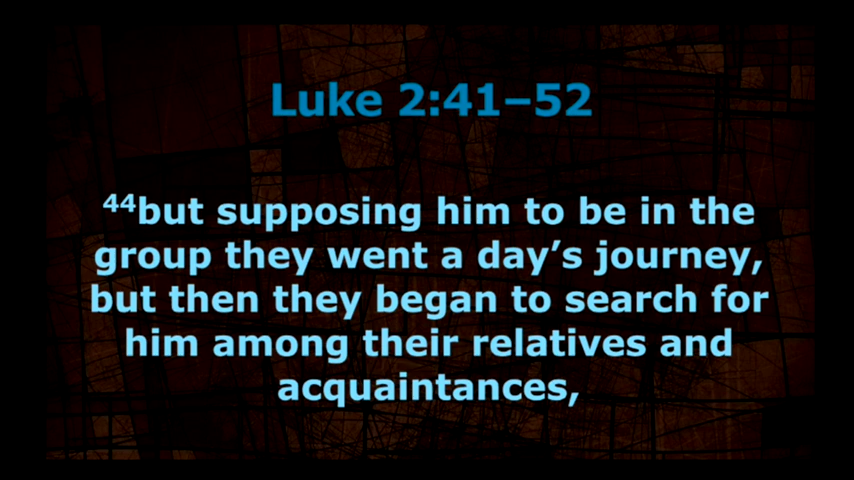 Luke 2:41–52
44but supposing him to be in the
group they went a day’s journey,
but then they began to search for
him among their relatives and
acquaintances,